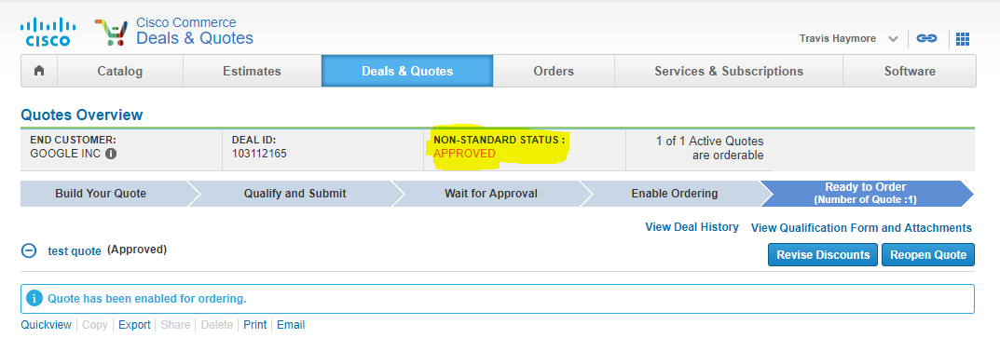 CISCO
Cisco Commerce
Deals & Quotes
Travis Haymore
Catalog Estimates Deals & Quotes Orders Services & Subscriptions Software
Quotes Overview
END CUSTOMER: DEAL ID: NON-STANDARD STATUS : 1 of 1 Active Quotes
GOOGLE INC 103112165 APPROVED are orderable
Build Your Quote Qualify and Submit Wait for Approval Enable Ordering Ready to Order
(Number of Quote :1)
View Deal History View Qualification Form and Attachments
test quote (Approved) Revise Discounts Reopen Quote
Quote has been enabled for ordering.
Quickview Copy Export Share Delete Print Email